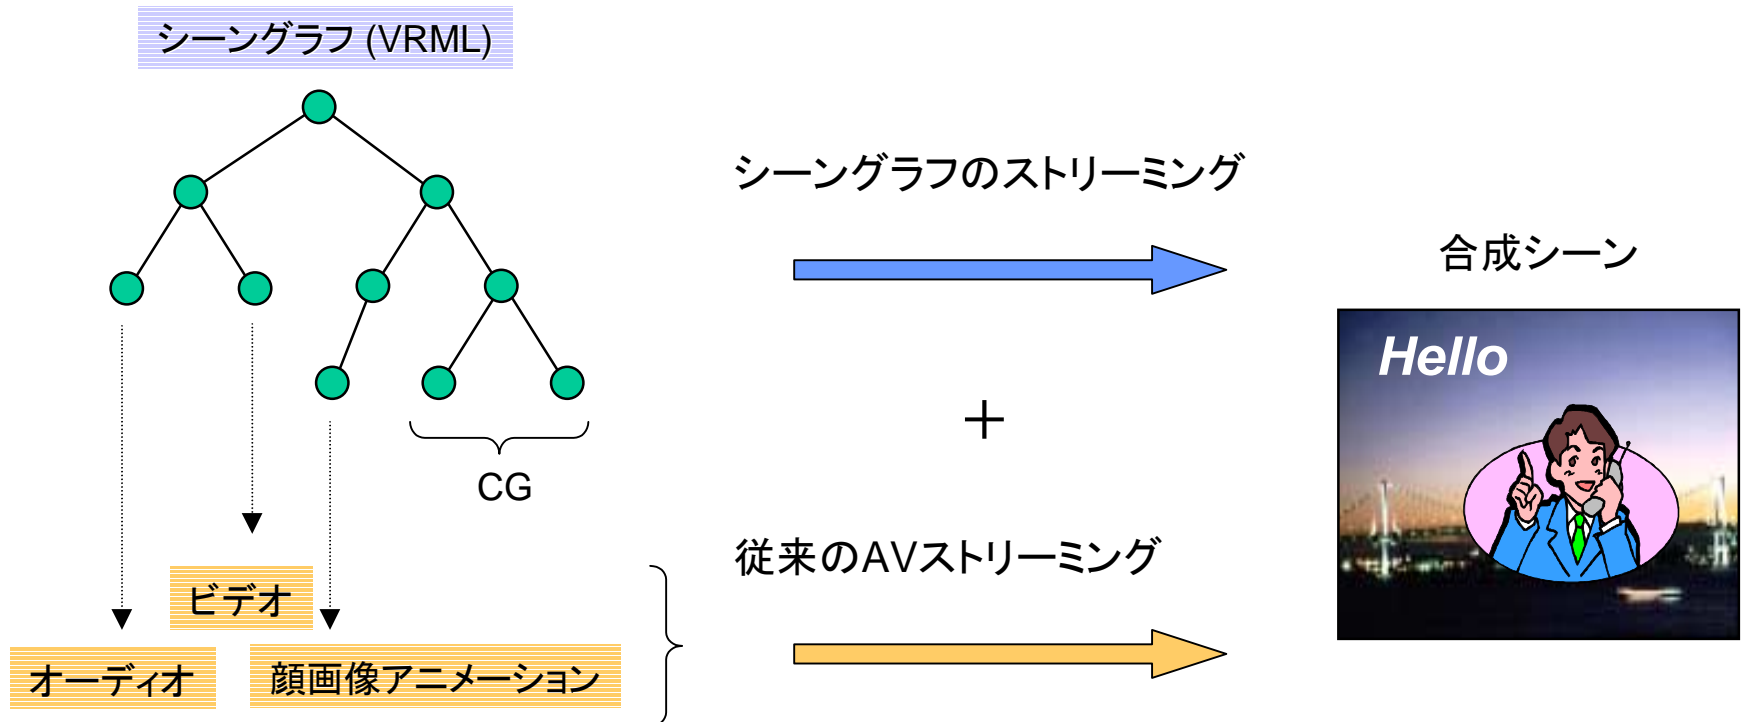 シーングラフ (VRML)
シーングラフのストリーミング
合成シーン
Hello
+
CG
従来のAVストリーミング
ビデオ
オーディオ
顔画像アニメーション